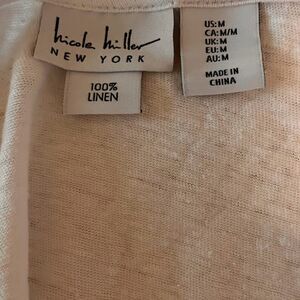 nicole miller
NEW YORK
100%
LINEN
US:M
CA:M/M
UK:M
EU:M
AU:M
MADE IN
CHINA